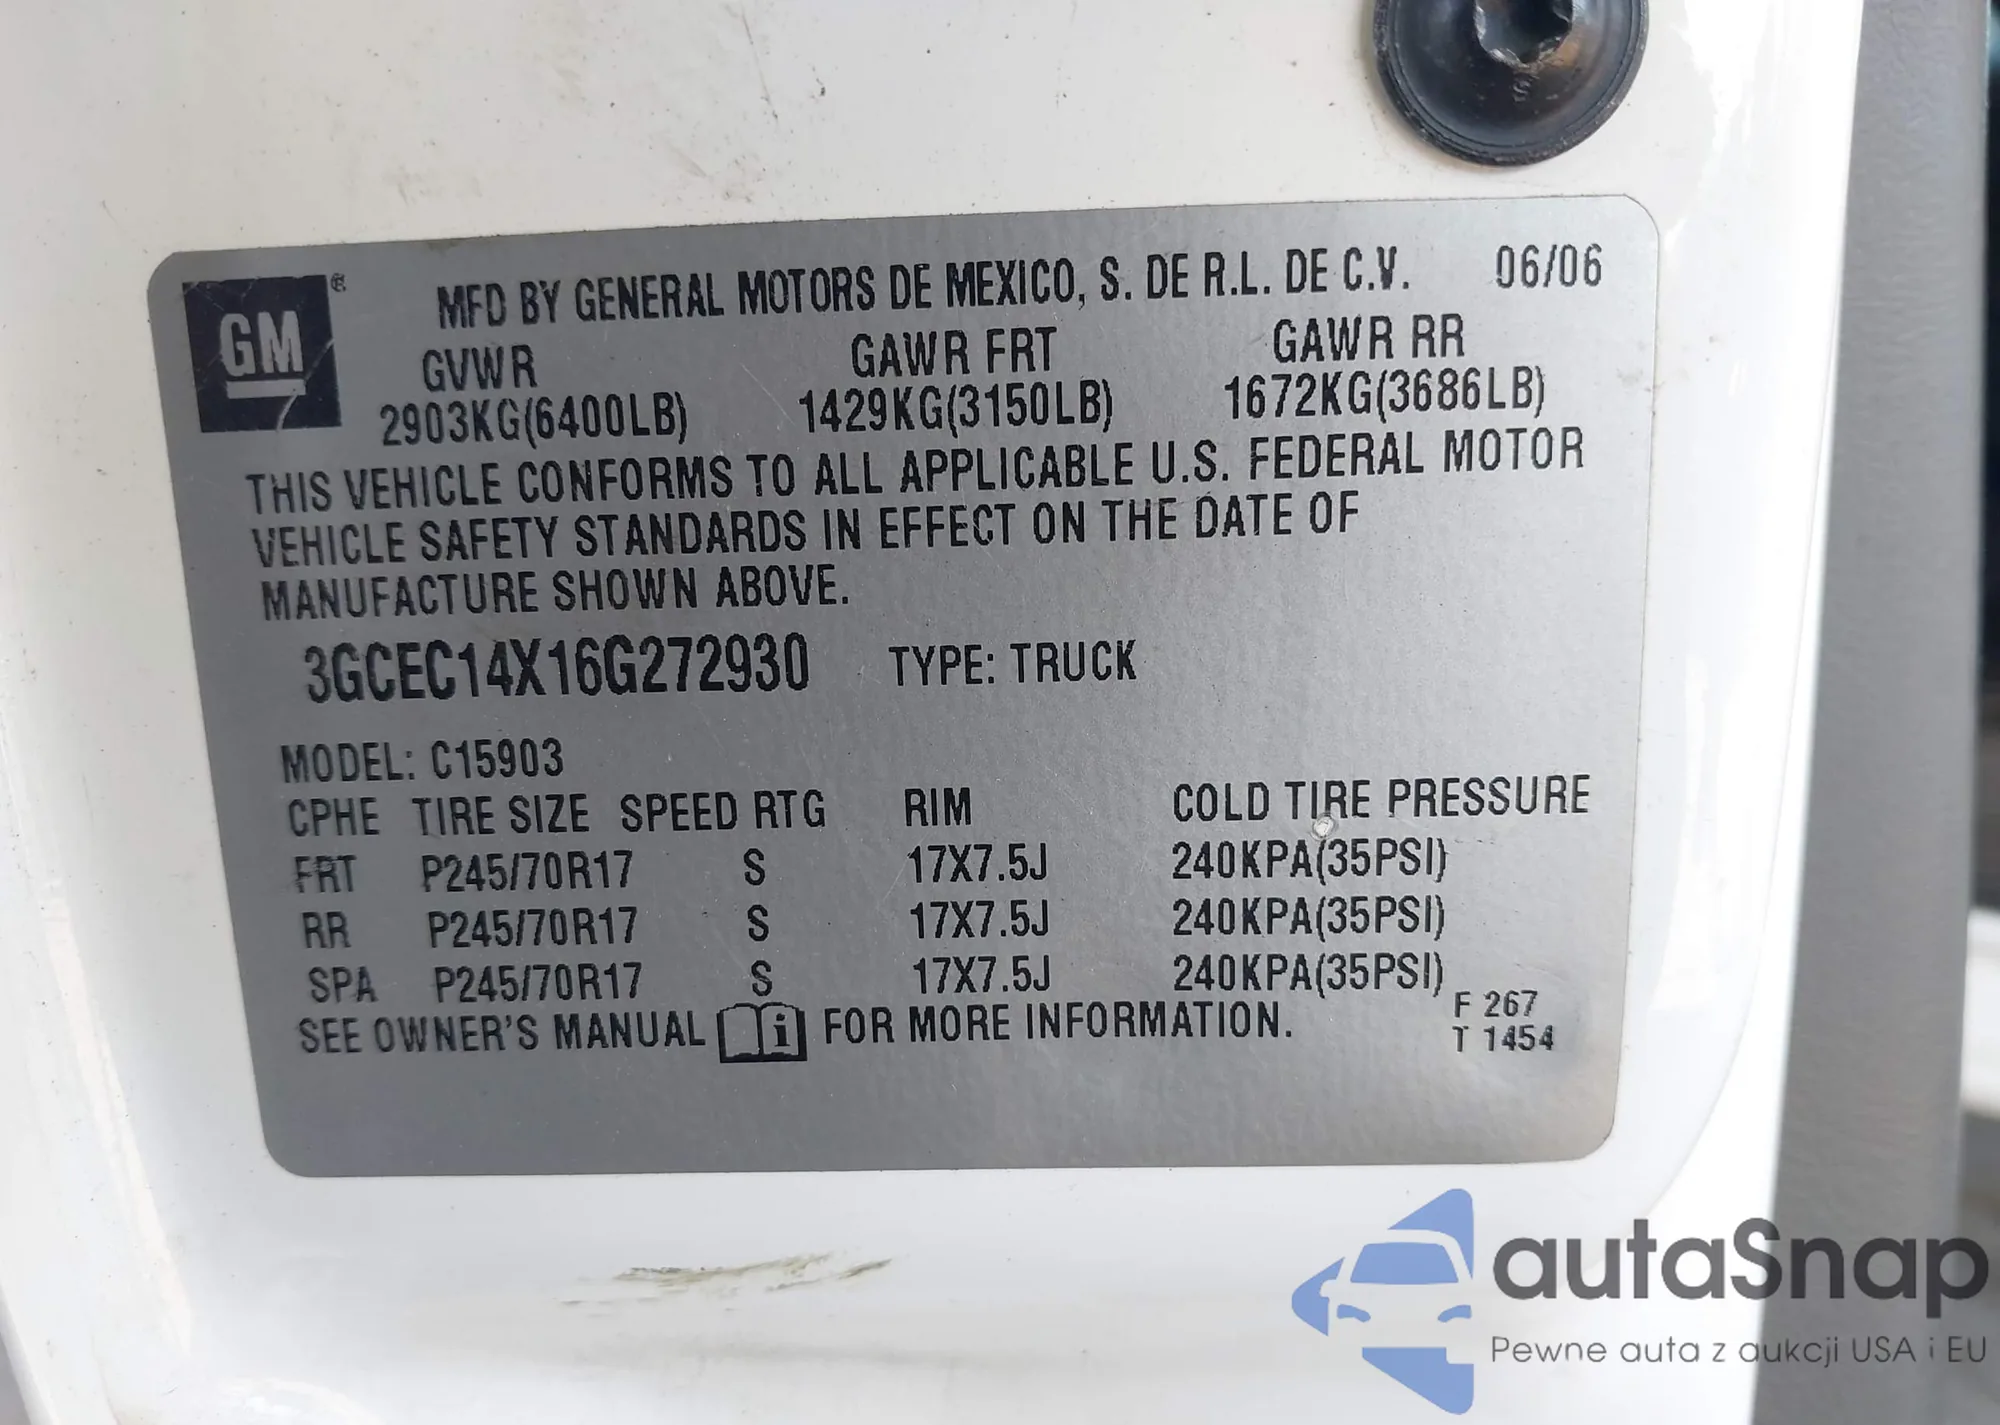 GM ®
MFD BY GENERAL MOTORS DE MEXICO, S. DE R.L. DE C.V. 06/06
GVWR GAWR FRT GAWR RR
2903KG(6400LB) 1429KG(3150LB) 1672KG(3686LB)
THIS VEHICLE CONFORMS TO ALL APPLICABLE U.S. FEDERAL MOTOR
VEHICLE SAFETY STANDARDS IN EFFECT ON THE DATE OF
MANUFACTURE SHOWN ABOVE.
3GCEC14X16G272930 TYPE: TRUCK
MODEL: C15903
CPHE TIRE SIZE SPEED RTG RIM COLD TIRE PRESSURE
FRT P245/70R17 S 17X7.5J 240KPA(35PSI)
RR P245/70R17 S 17X7.5J 240KPA(35PSI)
SPA P245/70R17 S 17X7.5J 240KPA(35PSI)
SEE OWNER'S MANUAL i FOR MORE INFORMATION.
F 267
T 1454
autaSnap
Pewne auta z aukcji USA i EU